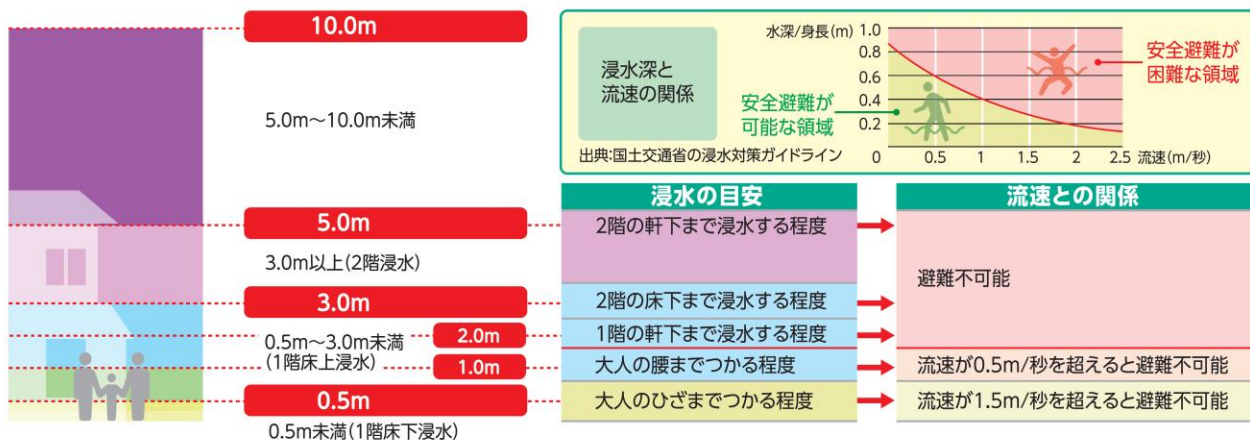 10.0m
5.0m〜10.0m未満
5.0m
3.0m以上(2階浸水)
3.0m
0.5m〜3.0m未満
(1階床上浸水)
2.0m
1.0m
0.5m
0.5m未満(1階床下浸水)
浸水深と
流速の関係
出典:国土交通省の浸水対策ガイドライン
水深/身長(m)
1.0
0.8
0.6
0.4
0.2
0
0.5
1
1.5
2
2.5
流速(m/秒)
安全避難が
可能な領域
安全避難が
困難な領域
浸水の目安
流速との関係
2階の軒下まで浸水する程度
2階の床下まで浸水する程度
1階の軒下まで浸水する程度
避難不可能
大人の腰までつかる程度
流速が0.5m/秒を超えると避難不可能
大人のひざまでつかる程度
流速が1.5m/秒を超えると避難不可能